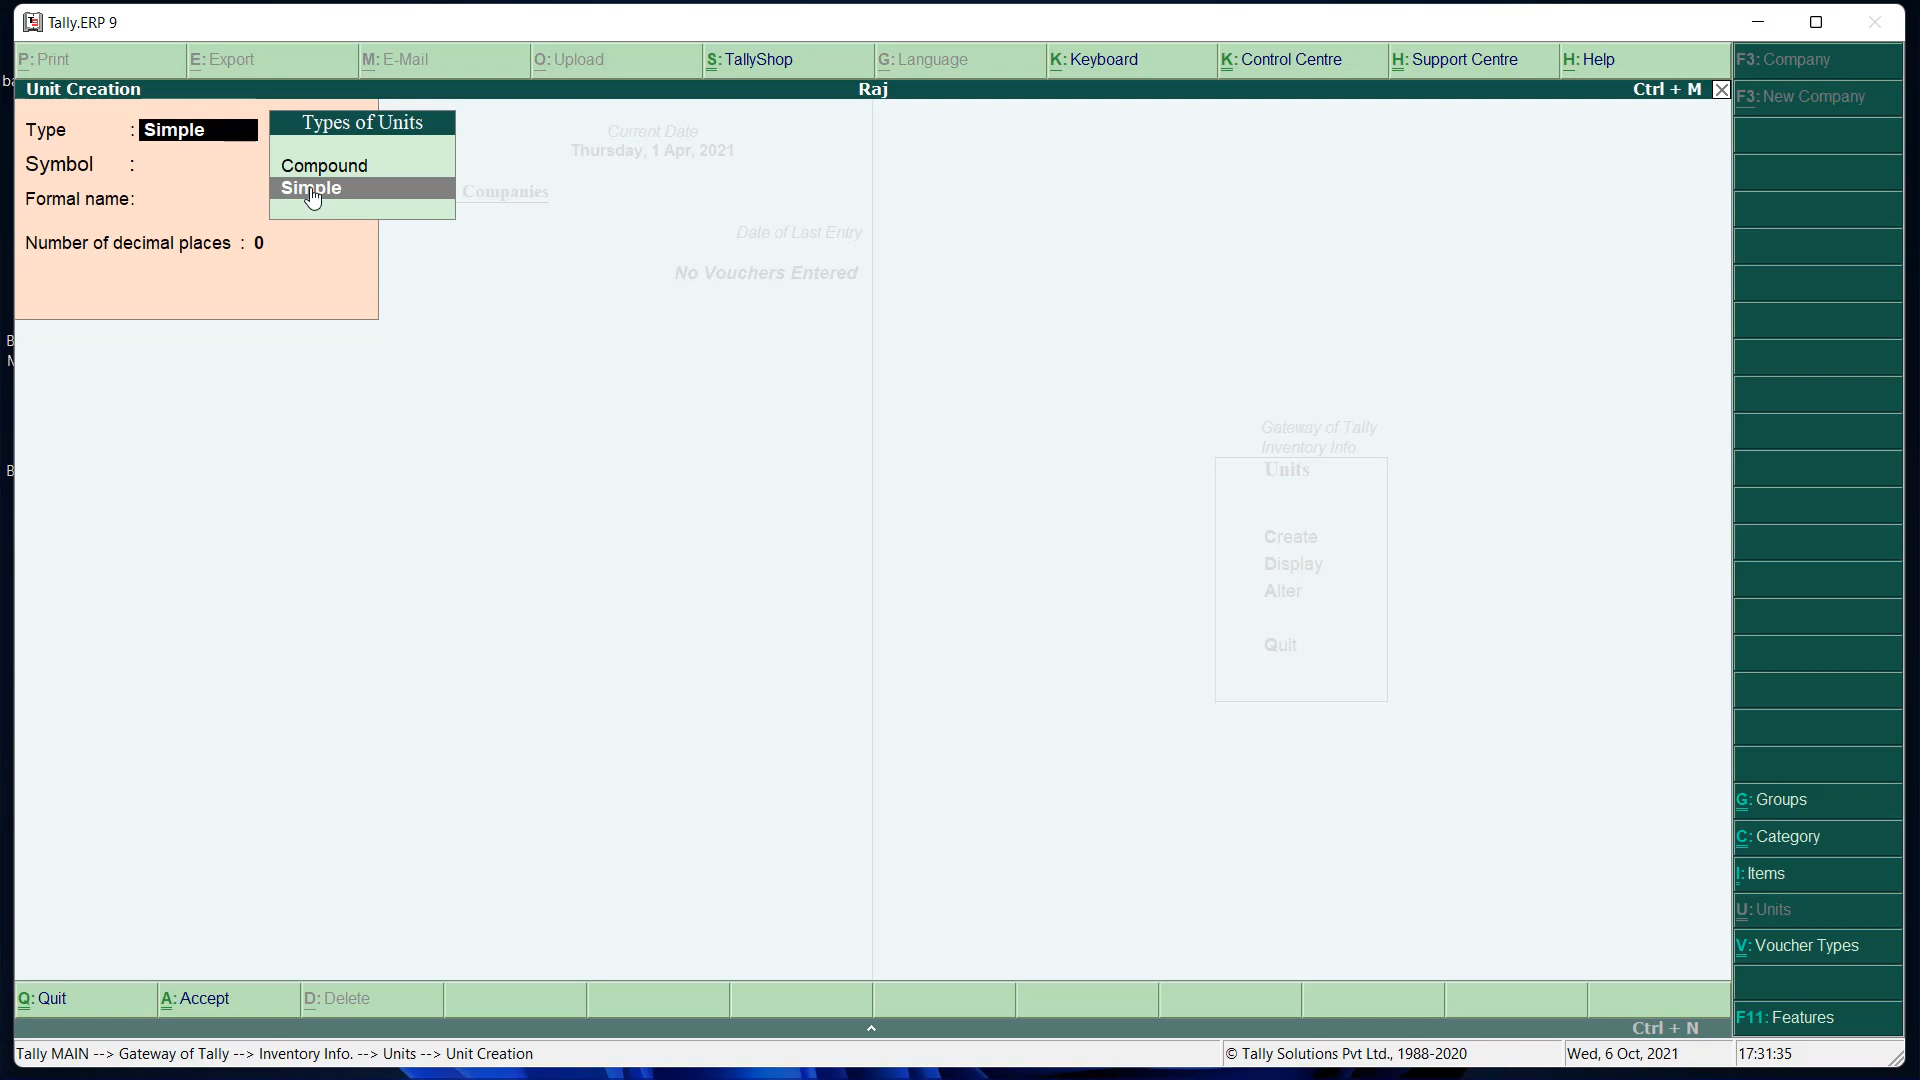 Tally.ERP 9
P: Print
E: Export
M: E-Mail
O: Upload
S: TallyShop
G: Language
K: Keyboard
K: Control Centre
H: Support Centre
H: Help
F3: Company
F3: New Company
Unit Creation
Raj
Ctrl + M
Type : Simple
Symbol :
Formal name:
Number of decimal places : 0
Types of Units
Compound
Simple
Current Date
Thursday, 1 Apr, 2021
Companies
Date of Last Entry
No Vouchers Entered
Gateway of Tally
Inventory Info.
Units
Create
Display
Alter
Quit
G: Groups
C: Category
I: Items
U: Units
V: Voucher Types
F11: Features
Q: Quit
A: Accept
D: Delete
Ctrl + N
Tally MAIN --> Gateway of Tally --> Inventory Info. --> Units --> Unit Creation
© Tally Solutions Pvt Ltd., 1988-2020
Wed, 6 Oct, 2021
17:31:35